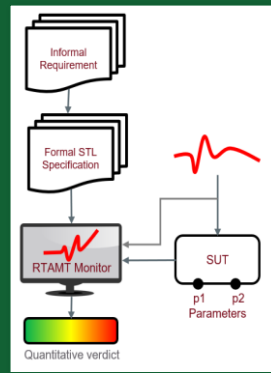 Informal
Requirement
Formal STL
Specification
RTAMT Monitor
SUT
p1 p2
Parameters
Quantitative verdict